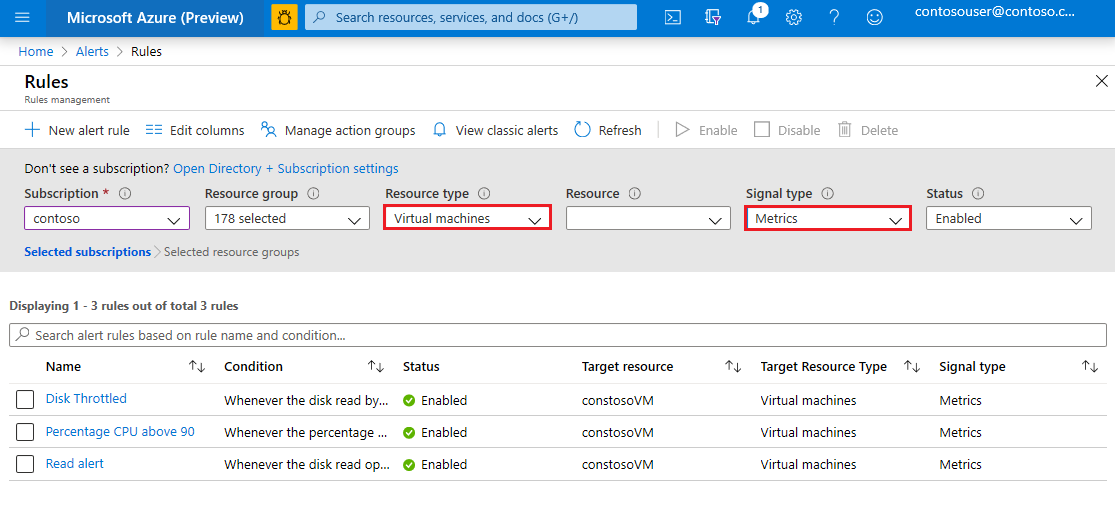 Microsoft Azure (Preview)
Search resources, services, and docs (G+/)
1
?
contosouser@contoso.c...
Home > Alerts > Rules
Rules
Rules management
New alert rule
Edit columns
Manage action groups
View classic alerts
Refresh
Enable
Disable
Delete
Don't see a subscription? Open Directory + Subscription settings
Subscription *
Resource group
Resource type
Resource
Signal type
Status
contoso
178 selected
Virtual machines
Metrics
Enabled
Selected subscriptions > Selected resource groups
Displaying 1 - 3 rules out of total 3 rules
Search alert rules based on rule name and condition...
Name Condition Status Target resource Target Resource Type Signal type
Disk Throttled Whenever the disk read by... Enabled constosoVM Virtual machines Metrics
Percentage CPU above 90 Whenever the percentage ... Enabled constosoVM Virtual machines Metrics
Read alert Whenever the disk read op... Enabled constosoVM Virtual machines Metrics